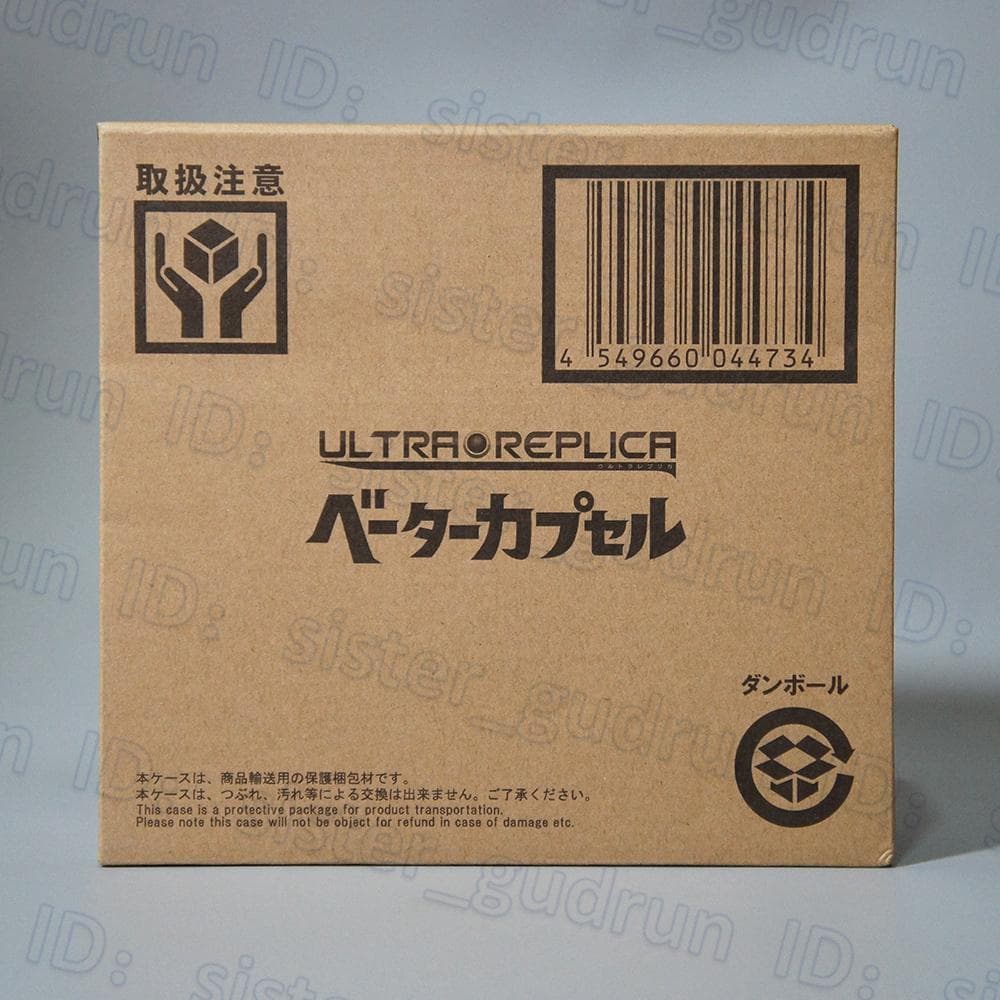 取扱注意
4 549660 044734
ULTRA REPLICA
ウルトラレプリカ
ベーターカプセル
ダンボール
本ケースは、商品輸送用の保護梱包材です。
本ケースは、つぶれ、汚れ等による交換は出来ません。ご了承ください。
This case is a protective package for product transportation.
Please note this case will not be object for refund in case of damage etc.
ID: sister_gudrun